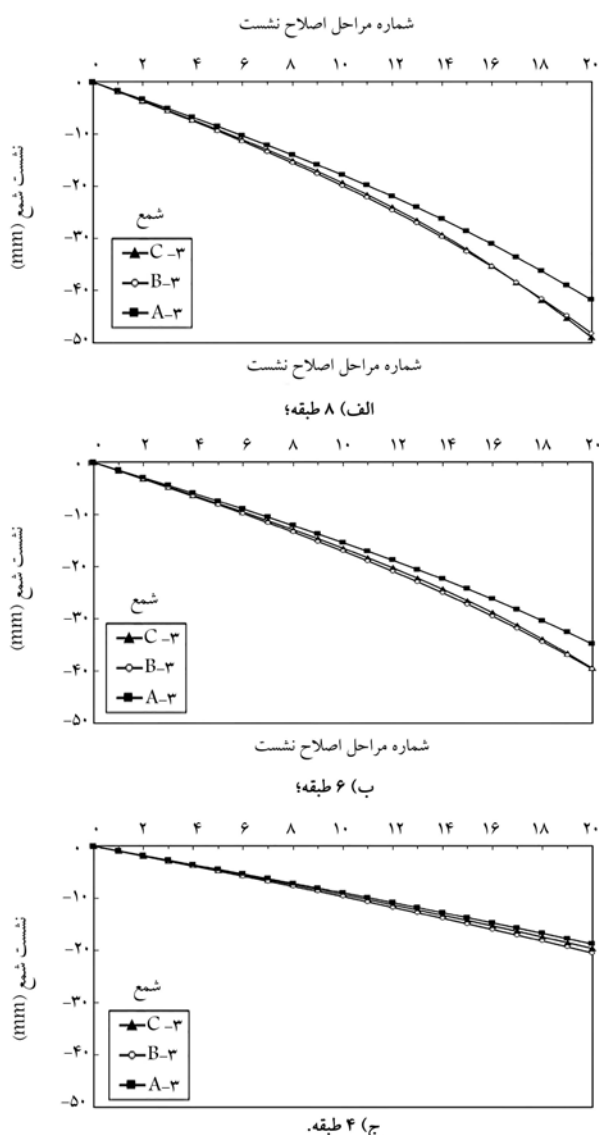 شماره مراحل اصلاح نشست
۰ ۲ ۴ ۶ ۸ ۱۰ ۱۲ ۱۴ ۱۶ ۱۸ ۲۰
۰
-۱۰
-۲۰
-۳۰
-۴۰
-۵۰
نشست شمع (mm)
شمع
C-۳
B-۳
A-۳
شماره مراحل اصلاح نشست
الف) ۸ طبقه؛
۰ ۲ ۴ ۶ ۸ ۱۰ ۱۲ ۱۴ ۱۶ ۱۸ ۲۰
۰
-۱۰
-۲۰
-۳۰
-۴۰
-۵۰
نشست شمع (mm)
شمع
C-۳
B-۳
A-۳
شماره مراحل اصلاح نشست
ب) ۶ طبقه؛
۰ ۲ ۴ ۶ ۸ ۱۰ ۱۲ ۱۴ ۱۶ ۱۸ ۲۰
۰
-۱۰
-۲۰
-۳۰
-۴۰
-۵۰
نشست شمع (mm)
شمع
C-۳
B-۳
A-۳
ج) ۴ طبقه.